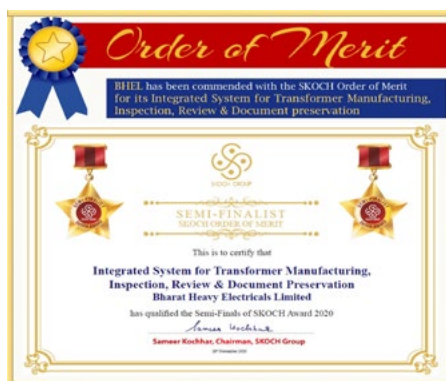 Order of Merit
BHEL has been commended with the SKOCH Order of Merit
for its Integrated System for Transformer Manufacturing,
Inspection, Review & Document preservation
SKOCH GROUP
SEMI-FINALIST
SKOCH ORDER OF MERIT
This is to certify that
Integrated System for Transformer Manufacturing,
Inspection, Review & Document Preservation
Bharat Heavy Electricals Limited
has qualified the Semi-Finals of SKOCH Award 2020
Sameer Kochhar
Sameer Kochhar, Chairman, SKOCH Group